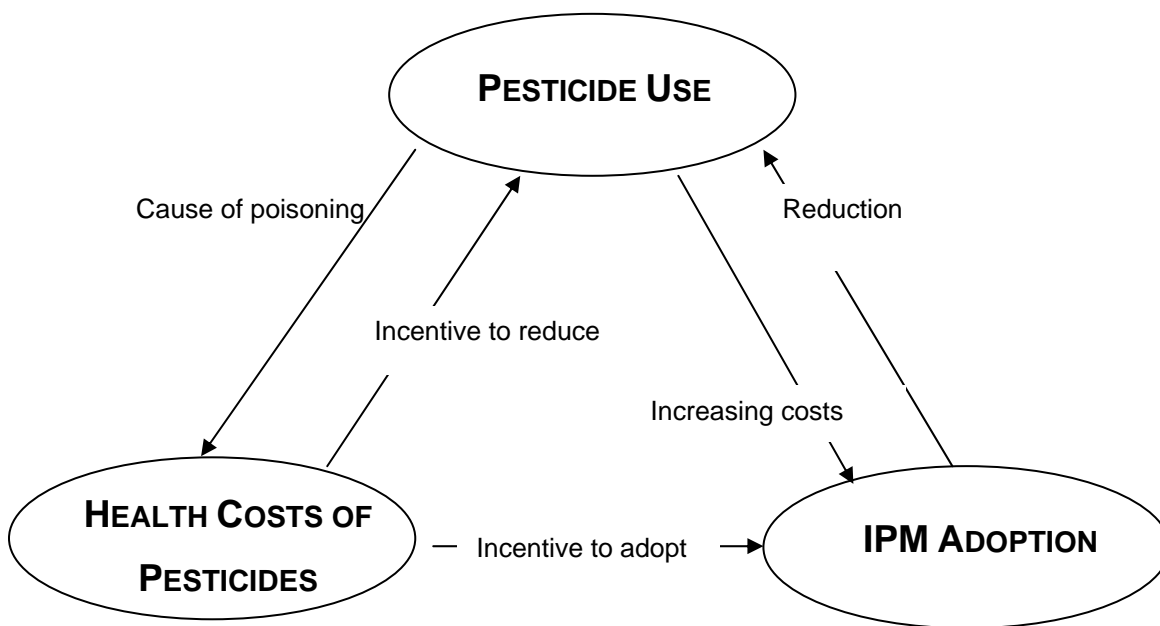 PESTICIDE USE
Cause of poisoning
Reduction
Incentive to reduce
Increasing costs
HEALTH COSTS OF
PESTICIDES
Incentive to adopt
IPM ADOPTION